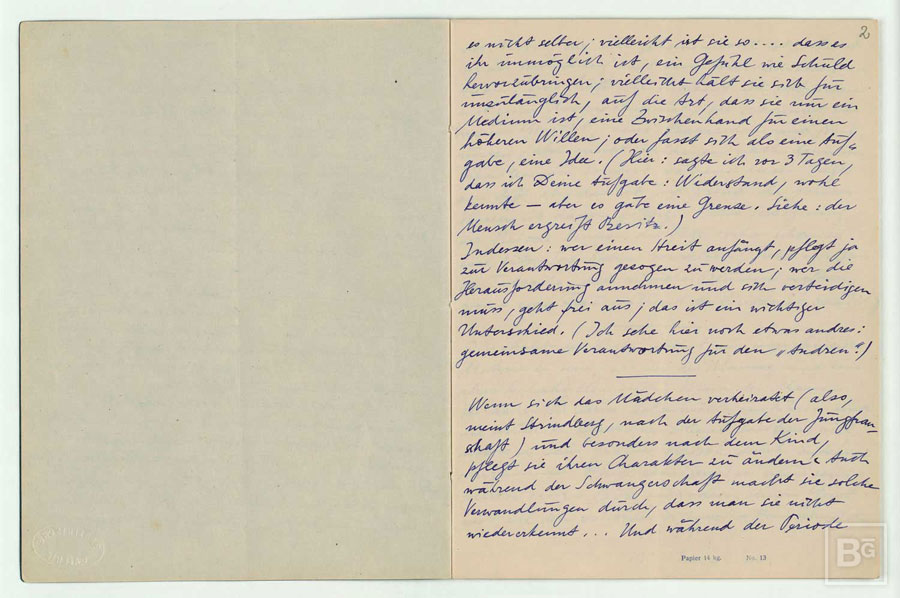 2
es nicht selber; vielleicht ist sie so.... dass es
ihr unmöglich ist, ein Gefühl wie Schuld
hervorzubringen; vielleicht hält sie sich für
unzulänglich, auf die Art, dass sie nur ein
Medium ist, eine Zwischenhand für einen
höheren Willen; oder fasst sich als eine Auf-
gabe, eine Idee. (Hier: sagte ich vor 3 Tagen,
dass ich Deine Aufgabe: Widerstand, wohl
kennte – aber es gäbe eine Grenze. Siehe: der
Mensch ergreift Besitz.)
Indessen: wer einen Streit anfängt, pflegt ja
zur Verantwortung gezogen zu werden; wer die
Herausforderung annehmen und sich verteidigen
muss, geht frei aus; das ist ein wichtiger
Unterschied. (Ich sehe hier noch etwas andres:
gemeinsame Verantwortung für den „Andren“.)
Wenn sich das Mädchen verheiratet (also,
meint Strindberg, nach der Aufgabe der Jungfrau-
schaft) und besonders nach dem Kind,
pflegt sie ihren Charakter zu ändern. Auch
während der Schwangerschaft macht sie solche
Verwandlungen durch, dass man sie nicht
wiedererkennt... Und während der Periode
Papier 14 kg. No. 13
BG